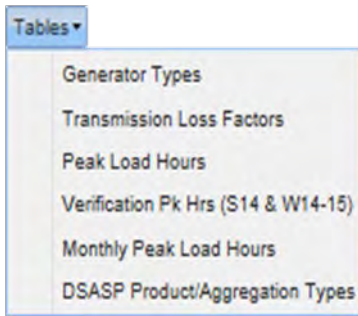 Tables
Generator Types
Transmission Loss Factors
Peak Load Hours
Verification Pk Hrs (S14 & W14-15)
Monthly Peak Load Hours
DSASP Product/Aggregation Types